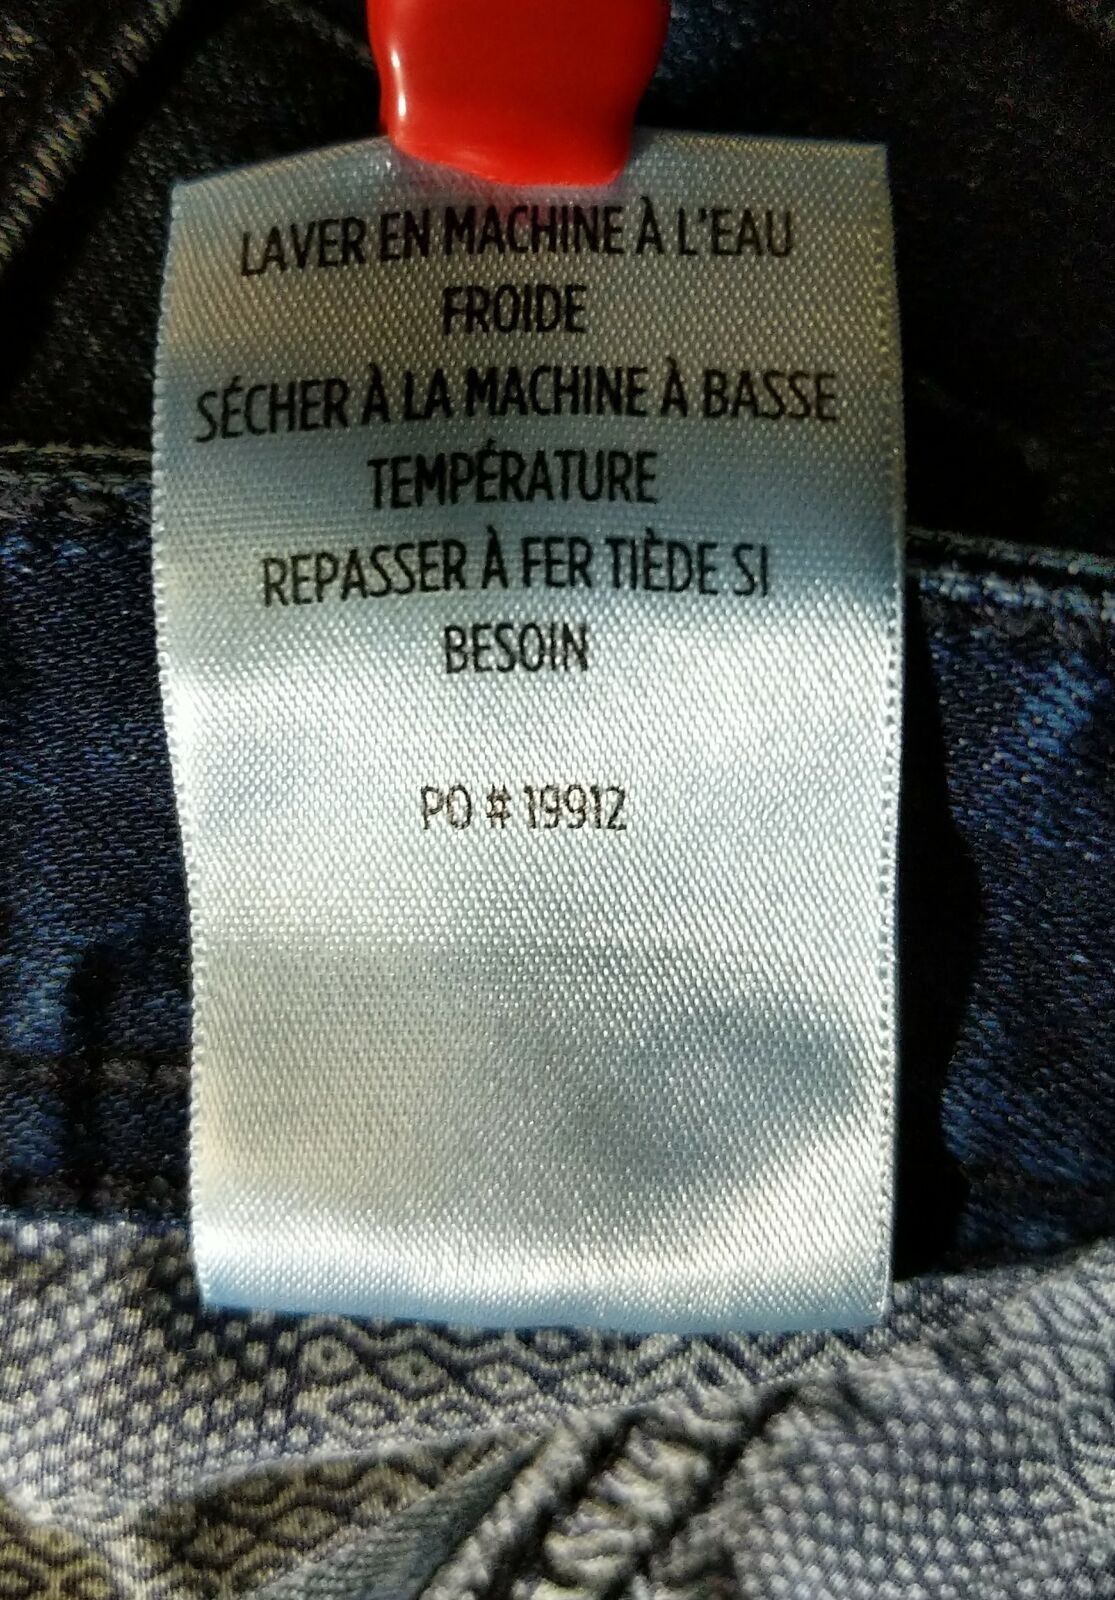 LAVER EN MACHINE À L'EAU
FROIDE
SÉCHER À LA MACHINE À BASSE
TEMPÉRATURE
REPASSER À FER TIÈDE SI
BESOIN
PO # 19912